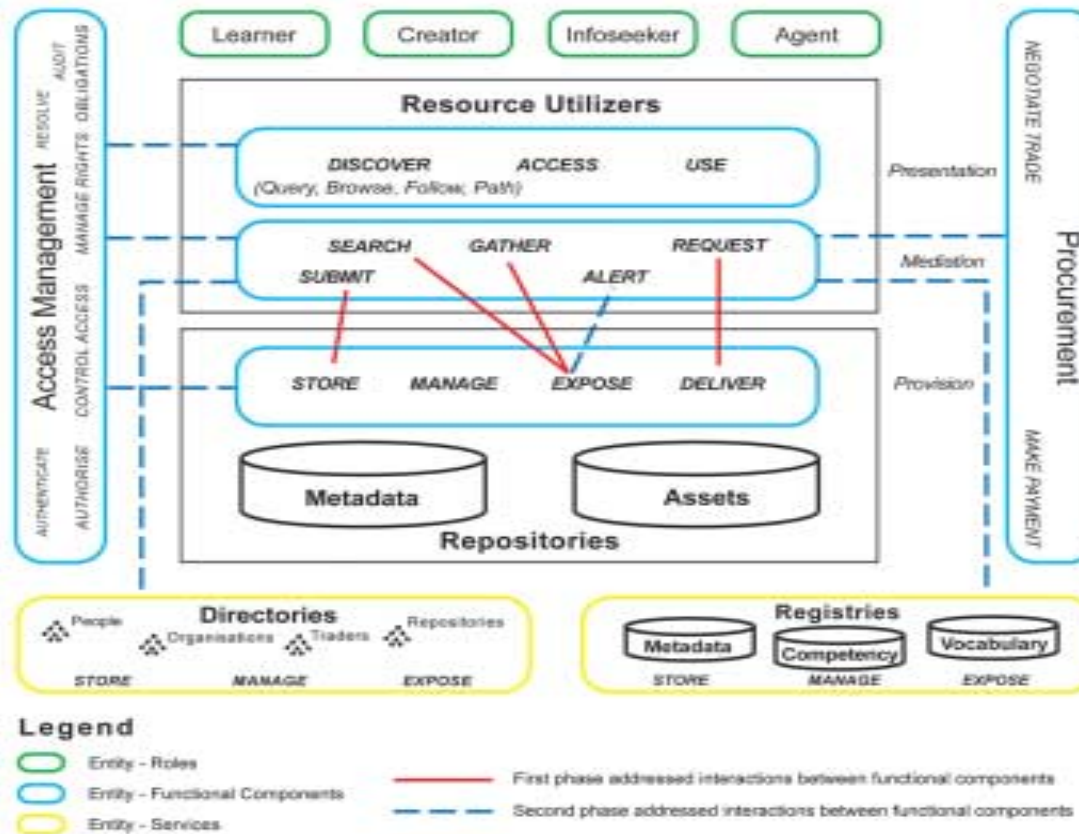 Learner
Creator
Infoseeker
Agent
Access Management
AUDIT
RESOLVE
OBLIGATIONS
MANAGE RIGHTS
CONTROL ACCESS
AUTHENTICATE
AUTHORISE
Resource Utilizers
DISCOVER ACCESS USE
(Query, Browse, Follow, Path)
Presentation
SEARCH GATHER REQUEST
SUBMIT ALERT
Mediation
STORE MANAGE EXPOSE DELIVER
Provision
Metadata
Assets
Repositories
NEGOTIATE TRADE
Procurement
MAKE PAYMENT
Directories
People
Organisations
Traders
Repositories
STORE MANAGE EXPOSE
Registries
Metadata
Competency
Vocabulary
STORE MANAGE EXPOSE
Legend
Entity - Roles
Entity - Functional Components
Entity - Services
First phase addressed interactions between functional components
Second phase addressed interactions between functional components